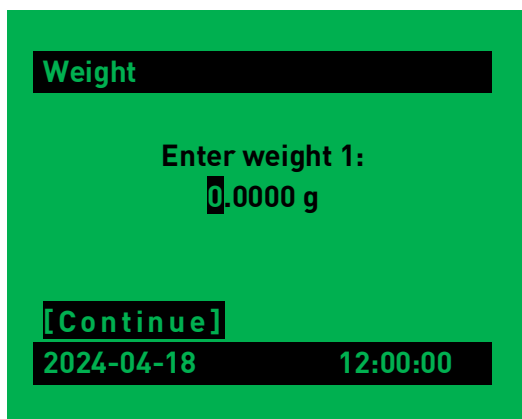 Weight
Enter weight 1:
0.0000 g
[Continue]
2024-04-18 12:00:00